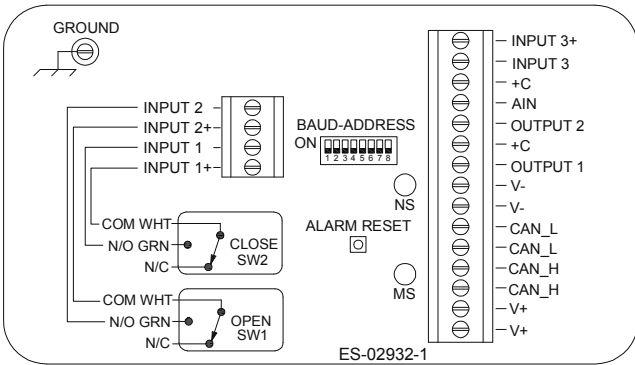 GROUND
INPUT 2
INPUT 2+
INPUT 1
INPUT 1+
BAUD-ADDRESS
ON
1 2 3 4 5 6 7 8
NS
ALARM RESET
MS
COM WHT
N/O GRN
N/C
CLOSE
SW2
COM WHT
N/O GRN
N/C
OPEN
SW1
INPUT 3+
INPUT 3
+C
AIN
OUTPUT 2
+C
OUTPUT 1
V-
V-
CAN_L
CAN_L
CAN_H
CAN_H
V+
V+
ES-02932-1